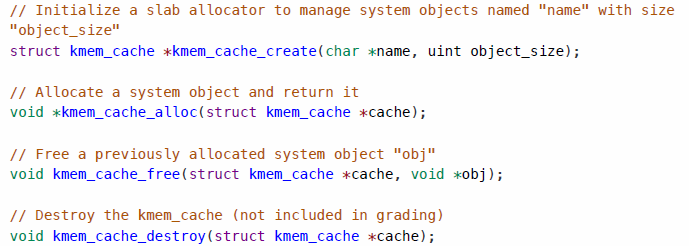 // Initialize a slab allocator to manage system objects named "name" with size
"object_size"
struct kmem_cache *kmem_cache_create(char *name, uint object_size);
// Allocate a system object and return it
void *kmem_cache_alloc(struct kmem_cache *cache);
// Free a previously allocated system object "obj"
void kmem_cache_free(struct kmem_cache *cache, void *obj);
// Destroy the kmem_cache (not included in grading)
void kmem_cache_destroy(struct kmem_cache *cache);